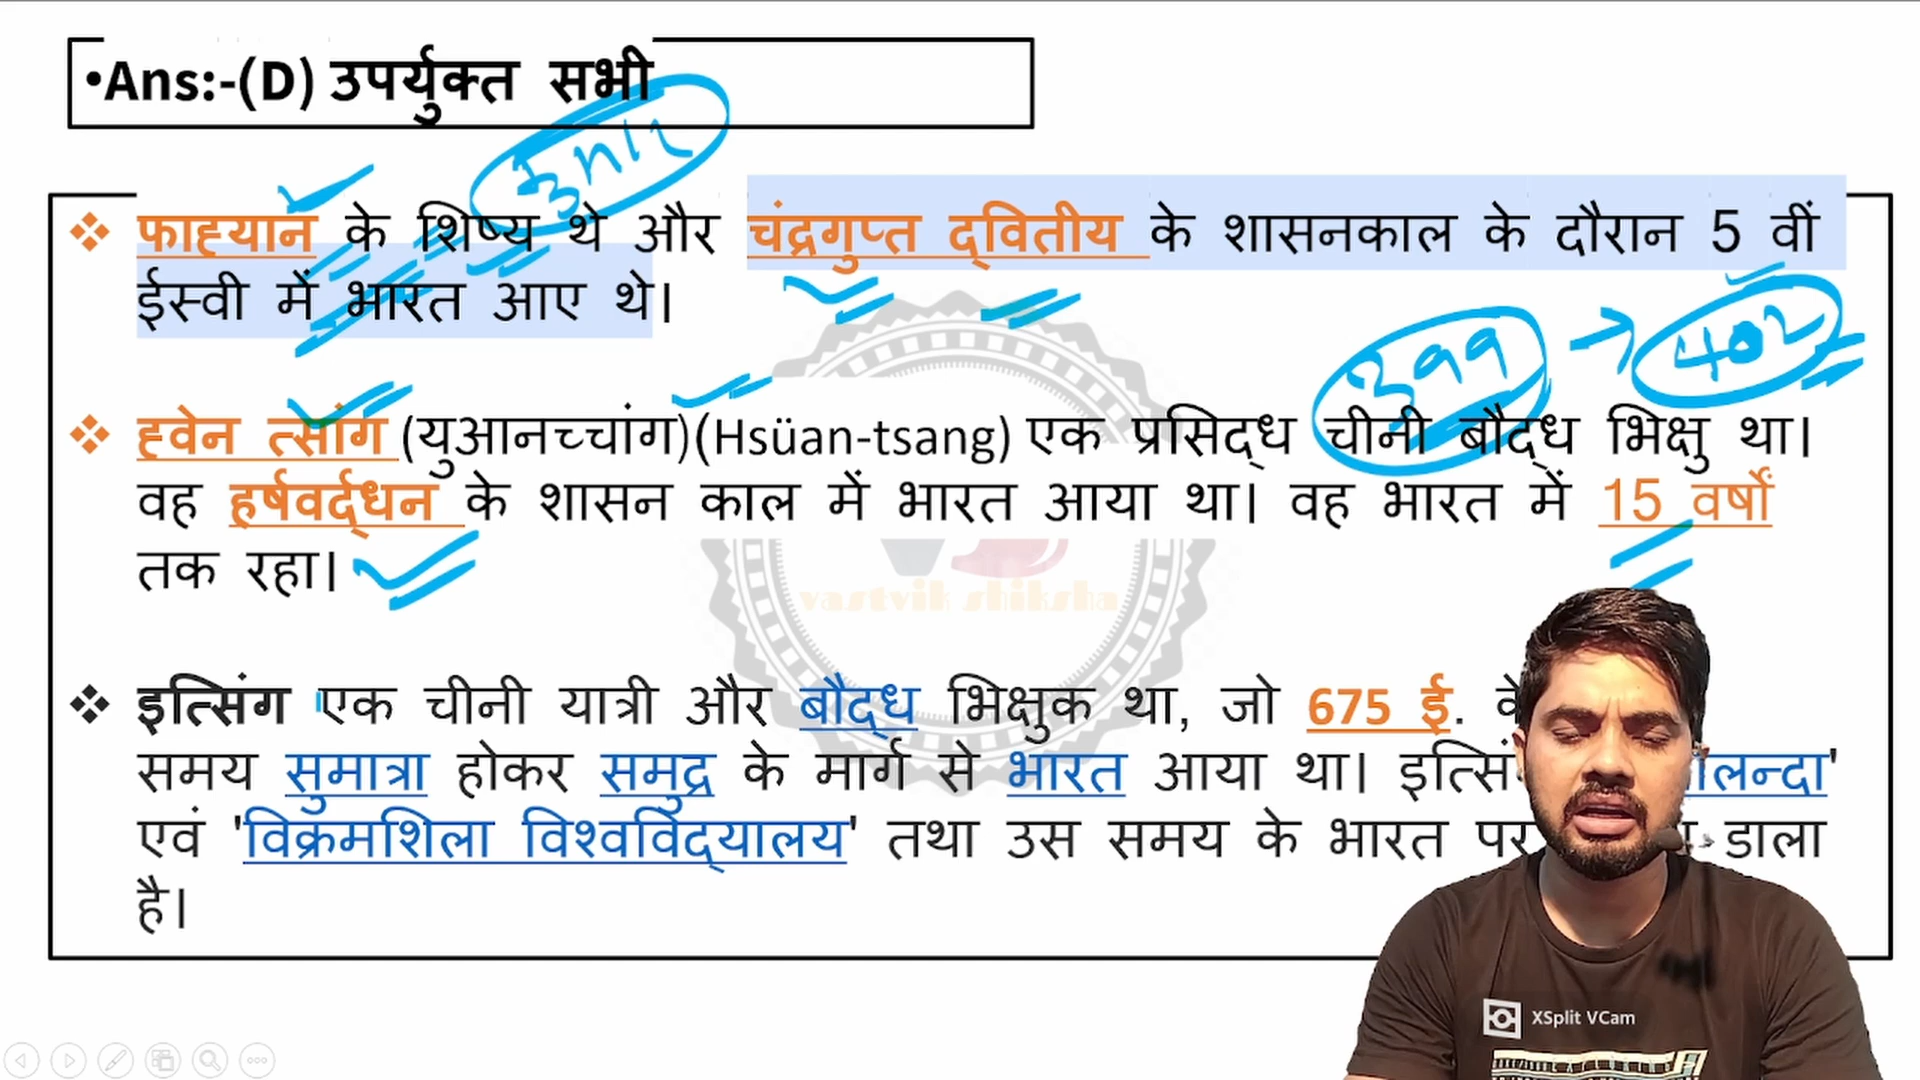 •Ans:-(D) उपर्युक्त सभी
❖ फाह्यान के शिष्य थे और चंद्रगुप्त द्वितीय के शासनकाल के दौरान 5 वीं
ईस्वी में भारत आए थे।
399 → 402
❖ ह्वेन त्सांग (युआनच्चांग)(Hsüan-tsang) एक प्रसिद्ध चीनी बौद्ध भिक्षु था।
वह हर्षवर्द्धन के शासन काल में भारत आया था। वह भारत में 15 वर्षों
तक रहा।
vastvik shiksha
❖ इत्सिंग एक चीनी यात्री और बौद्ध भिक्षुक था, जो 675 ई.
समय सुमात्रा होकर समुद्र के मार्ग से भारत आया था।
एवं 'विक्रमशिला विश्वविद्यालय' तथा उस समय के भारत पर डाला
है।
XSplit VCam